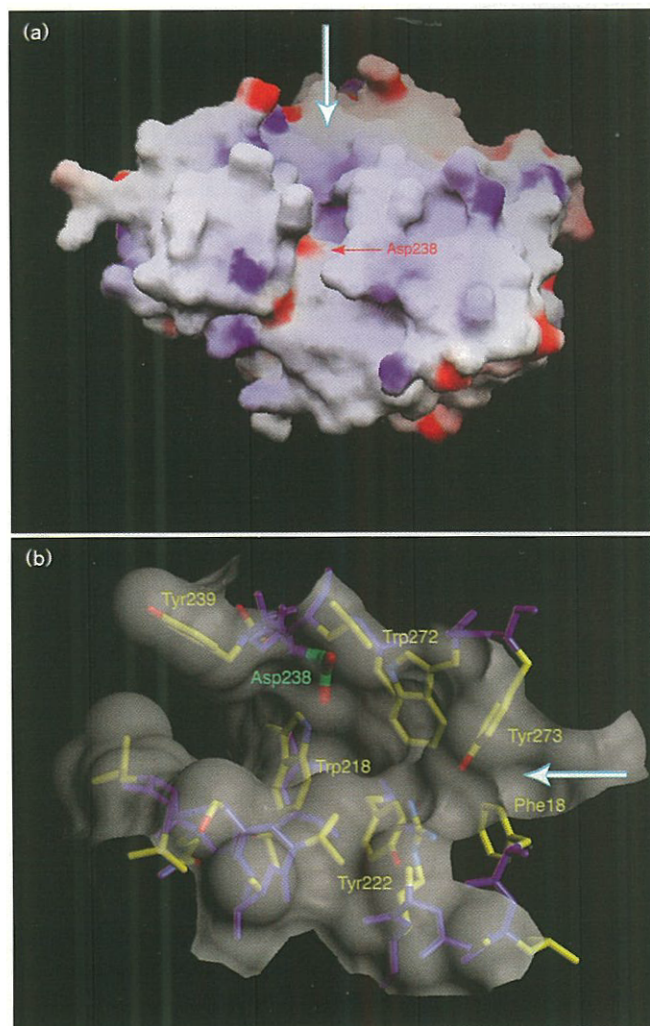 (a)
Asp238
(b)
Tyr239
Trp272
Asp238
Tyr273
Trp218
Phe18
Tyr222